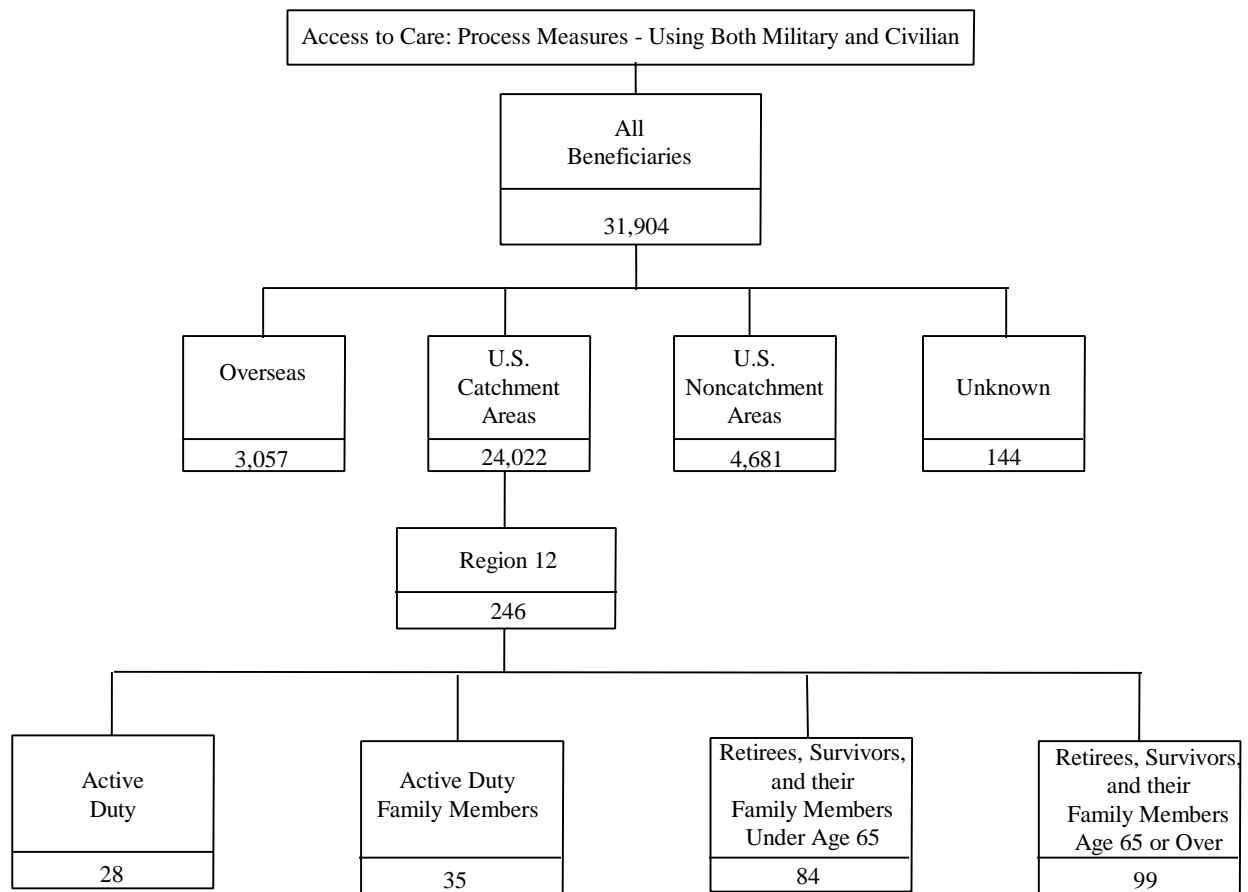 Access to Care: Process Measures - Using Both Military and Civilian
All
Beneficiaries
31,904
Overseas
3,057
U.S.
Catchment
Areas
24,022
U.S.
Noncatchment
Areas
4,681
Unknown
144
Region 12
246
Active
Duty
28
Active Duty
Family Members
35
Retirees, Survivors,
and their
Family Members
Under Age 65
84
Retirees, Survivors,
and their
Family Members
Age 65 or Over
99